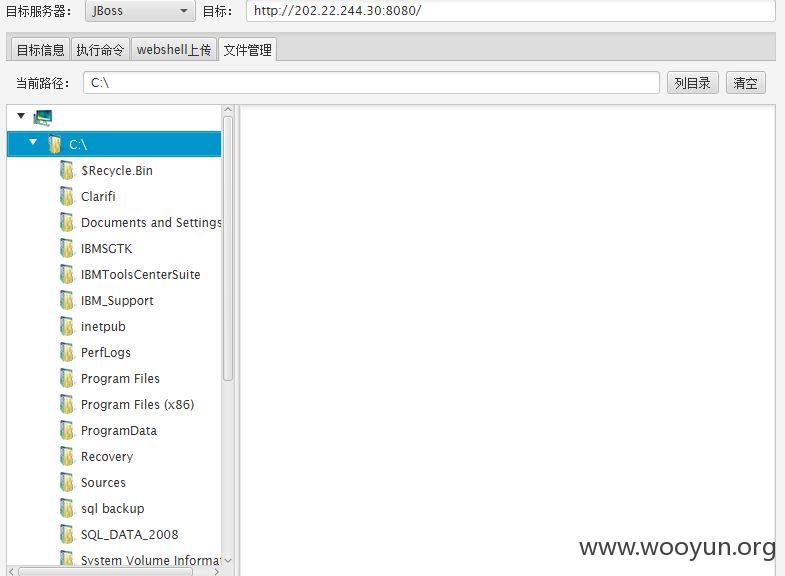 目标服务器： JBoss 目标： http://202.22.244.30:8080/
目标信息 执行命令 webshell上传 文件管理
当前路径： C:\ 列目录 清空
C:\
$Recycle.Bin
Clarifi
Documents and Settings
IBMSGTK
IBMToolsCenterSuite
IBM_Support
inetpub
PerfLogs
Program Files
Program Files (x86)
ProgramData
Recovery
Sources
sql backup
SQL_DATA_2008
System Volume Informat
www.wooyun.org